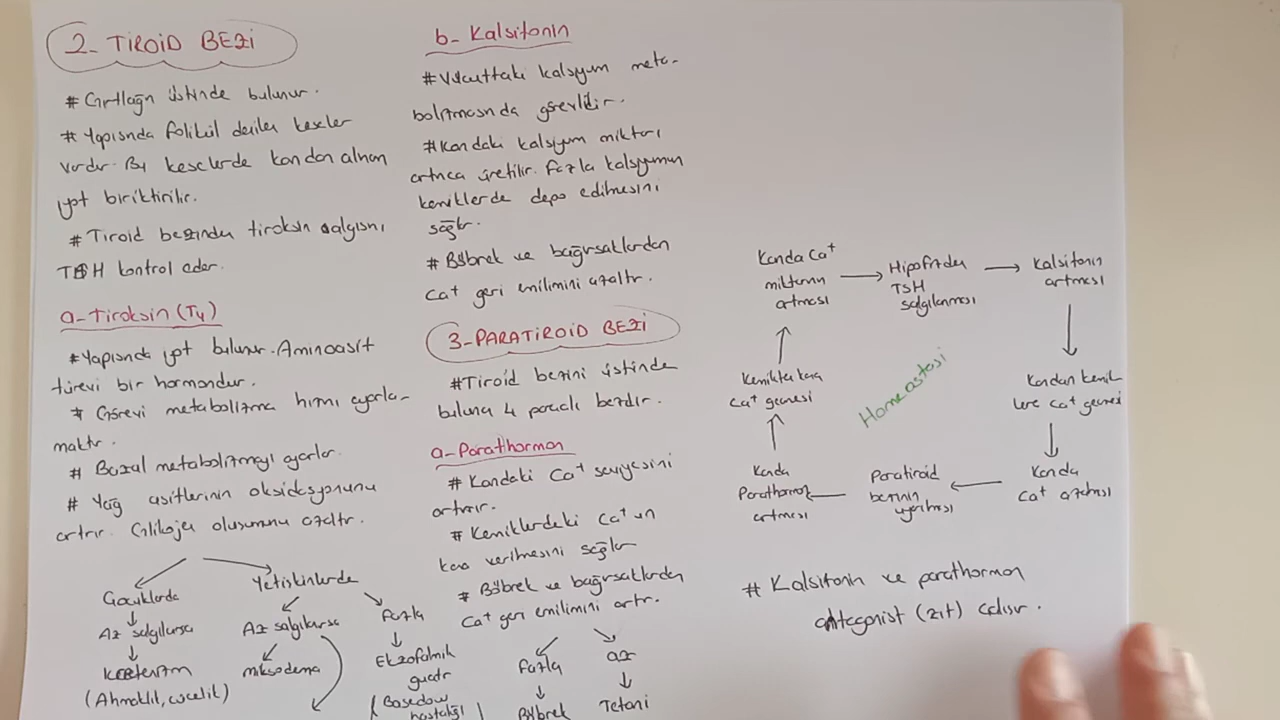 2- TİROİD BEZİ
# Gırtlağın üstünde bulunur.
# Yapısında folikül denilen keseler
vardır. Bu keselerde kandan alınan
iyot biriktirilir.
# Tiroid bezinden tiroksin salgısını
TSH kontrol eder.
a- Tiroksin (T4)
# Yapısında iyot bulunur. Aminoasit
türevi bir hormondur.
# Görevi metabolizma hızını ayarla-
maktır.
# Bazal metabolizmayı ayarlar.
# Yağ asitlerinin oksidasyonunu
artırır. Glikojen oluşumunu azaltır.
Çocuklarda
Az salgılanırsa
Kretenizm
(Ahmaklık, cücelik)
Yetişkinlerde
Az salgılanırsa
miksodema
Fazla
Ekzoftalmik
guatr
(Basedow
hastalığı)
b- Kalsitonin
# Vücuttaki kalsiyum meta-
bolizmasında görevlidir.
# Kandaki kalsiyum miktarı
artınca üretilir. Fazla kalsiyumun
kemiklerde depo edilmesini
sağlar.
# Böbrek ve bağırsaklardan
Ca+ geri emilimini azaltır.
3- PARATİROİD BEZİ
# Tiroid bezini üstünde
buluna 4 parçalı bezdir.
a- Parathormon
# Kandaki Ca+ seviyesini
artırır.
# Kemiklerdeki Ca+ un
kana verilmesini sağlar
# Böbrek ve bağırsaklardan
Ca+ geri emilimini artır.
Fazla
Böbrek
az
Tetani
Kanda Ca+
miktarının
artması
Hipofizden
TSH
salgılanması
Kalsitonin
artması
Kandan kemik
lere Ca+ geçmesi
Kanda
Ca+ azalması
Paratiroid
bezinin
uyarılması
Kanda
Parathormon
artması
Kemikten kana
Ca+ geçmesi
Homeostasi
# Kalsitonin ve parathormon
antagonist (zıt) çalışır.